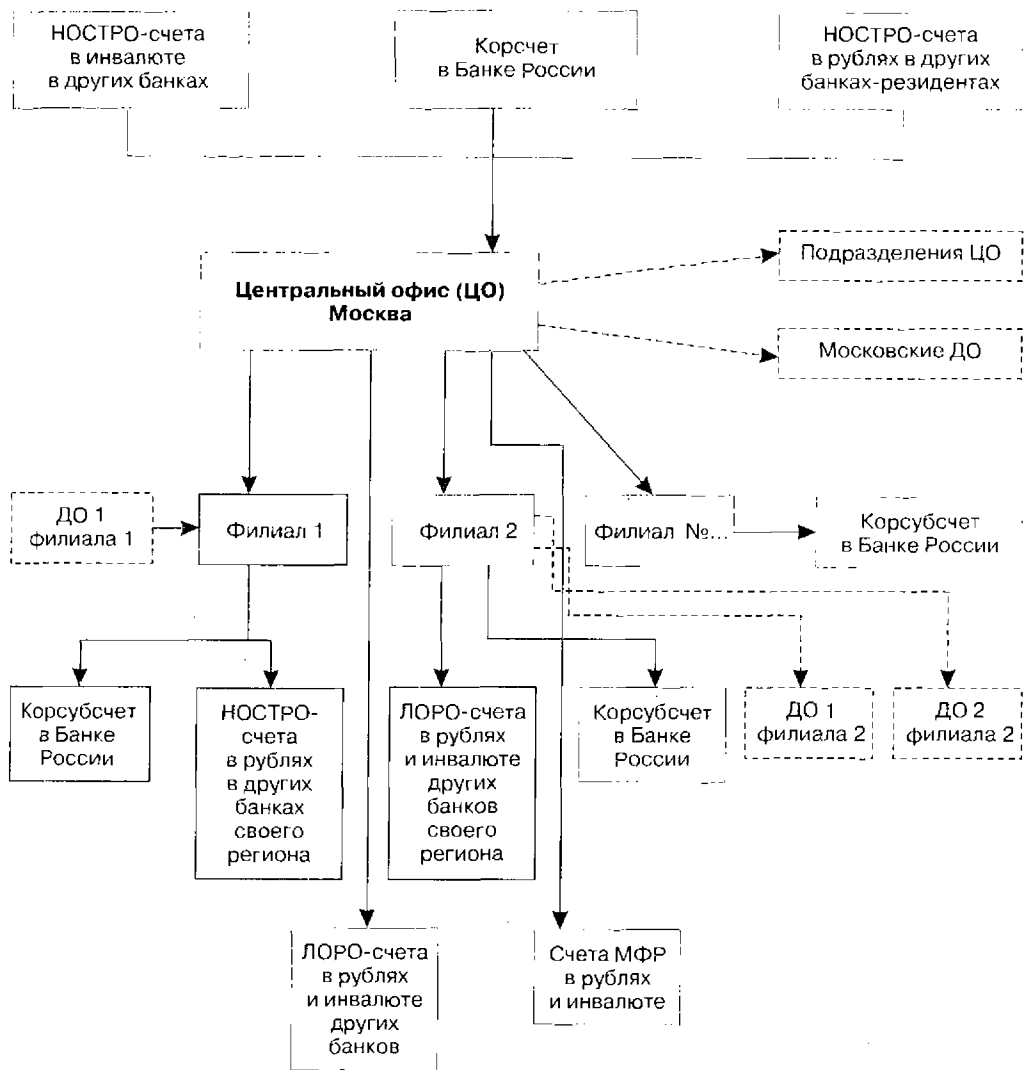 НОСТРО-счета
в инвалюте
в других банках
Корсчет
в Банке России
НОСТРО-счета
в рублях в других
банках-резидентах
Подразделения ЦО
Центральный офис (ЦО)
Москва
Московские ДО
ДО 1
филиала 1
Филиал 1
Филиал 2
Филиал №...
Корсубсчет
в Банке России
Корсубсчет
в Банке
России
НОСТРО-
счета
в рублях
в других
банках
своего
региона
ЛОРО-счета
в рублях
и инвалюте
других
банков
своего
региона
Корсубсчет
в Банке
России
ДО 1
филиала 2
ДО 2
филиала 2
ЛОРО-счета
в рублях
и инвалюте
других
банков
Счета МФР
в рублях
и инвалюте